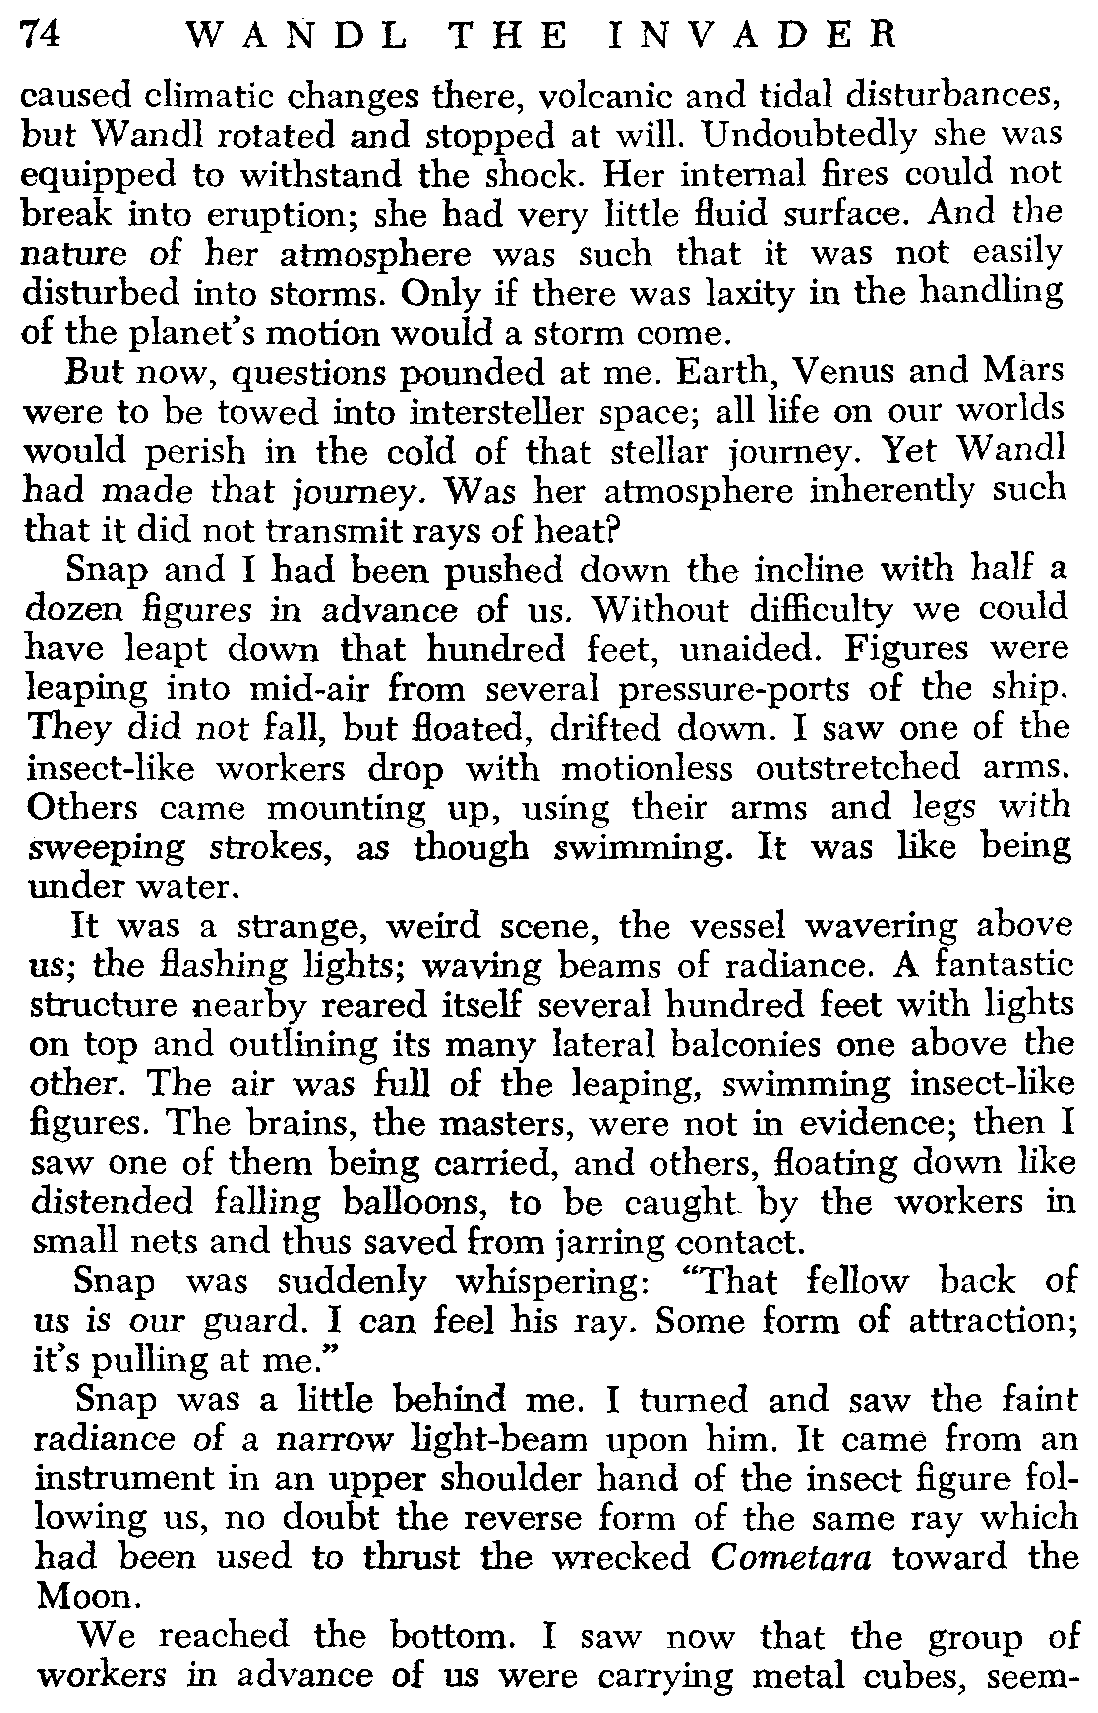 74 WANDL THE INVADER
caused climatic changes there, volcanic and tidal disturbances,
but Wandl rotated and stopped at will. Undoubtedly she was
equipped to withstand the shock. Her internal fires could not
break into eruption; she had very little fluid surface. And the
nature of her atmosphere was such that it was not easily
disturbed into storms. Only if there was laxity in the handling
of the planet's motion would a storm come.
But now, questions pounded at me. Earth, Venus and Mars
were to be towed into intersteller space; all life on our worlds
would perish in the cold of that stellar journey. Yet Wandl
had made that journey. Was her atmosphere inherently such
that it did not transmit rays of heat?
Snap and I had been pushed down the incline with half a
dozen figures in advance of us. Without difficulty we could
have leapt down that hundred feet, unaided. Figures were
leaping into mid-air from several pressure-ports of the ship.
They did not fall, but floated, drifted down. I saw one of the
insect-like workers drop with motionless outstretched arms.
Others came mounting up, using their arms and legs with
sweeping strokes, as though swimming. It was like being
under water.
It was a strange, weird scene, the vessel wavering above
us; the flashing lights; waving beams of radiance. A fantastic
structure nearby reared itself several hundred feet with lights
on top and outlining its many lateral balconies one above the
other. The air was full of the leaping, swimming insect-like
figures. The brains, the masters, were not in evidence; then I
saw one of them being carried, and others, floating down like
distended falling balloons, to be caught by the workers in
small nets and thus saved from jarring contact.
Snap was suddenly whispering: “That fellow back of
us is our guard. I can feel his ray. Some form of attraction;
it's pulling at me.”
Snap was a little behind me. I turned and saw the faint
radiance of a narrow light-beam upon him. It came from an
instrument in an upper shoulder hand of the insect figure fol-
lowing us, no doubt the reverse form of the same ray which
had been used to thrust the wrecked Cometara toward the
Moon.
We reached the bottom. I saw now that the group of
workers in advance of us were carrying metal cubes, seem-